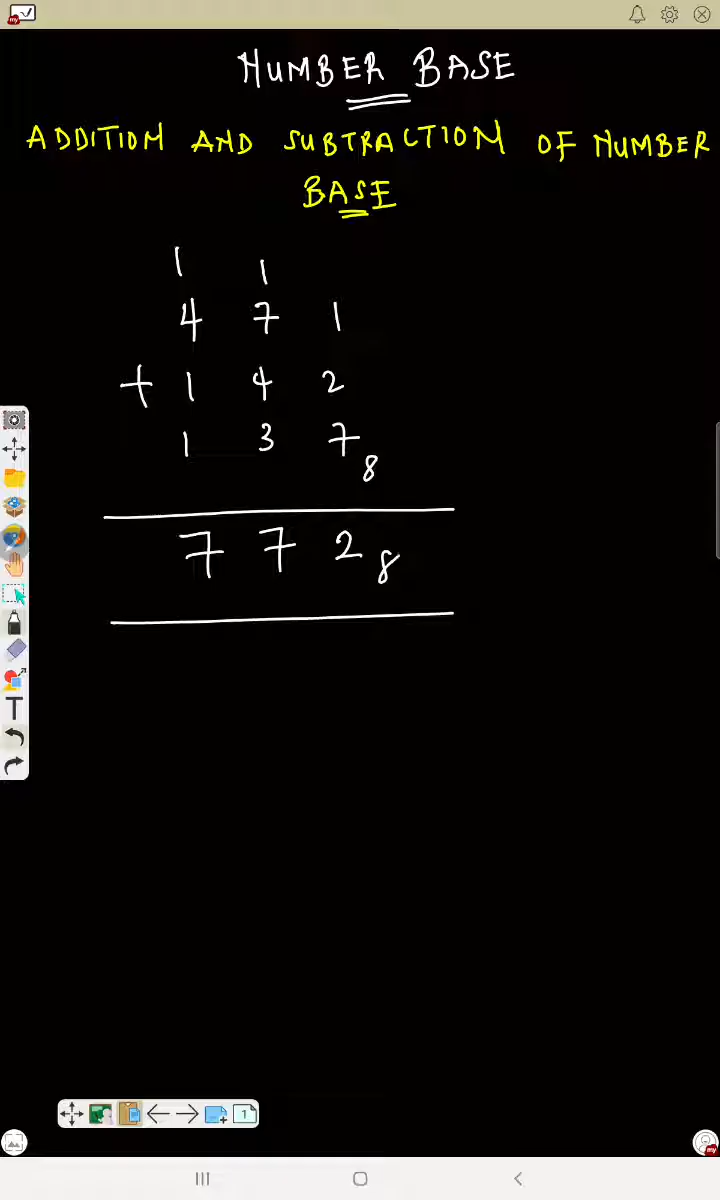 NUMBER BASE
ADDITION AND SUBTRACTION OF NUMBER
BASE
1 1
4 7 1
+ 1 4 2
1 3 7 8
7 7 2 8
T
1